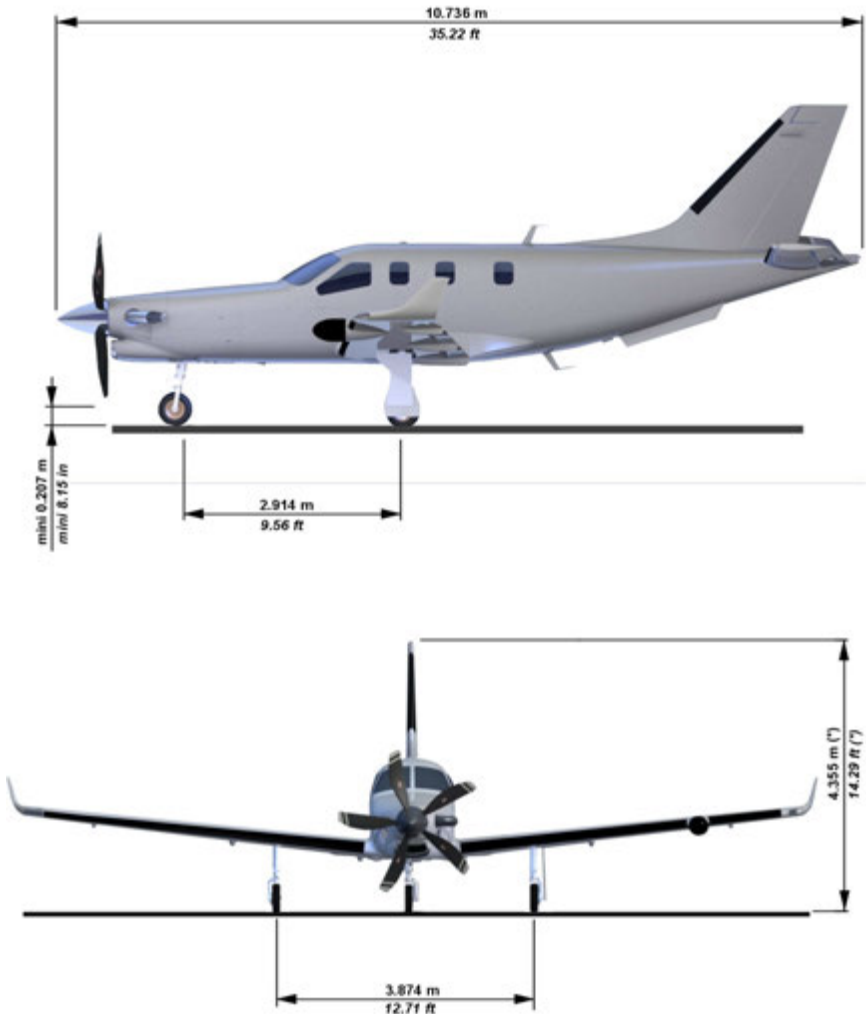 10.736 m
35.22 ft
mini 0.207 m
mini 8.15 in
2.914 m
9.56 ft
4.355 m (*)
14.29 ft (*)
3.874 m
12.71 ft